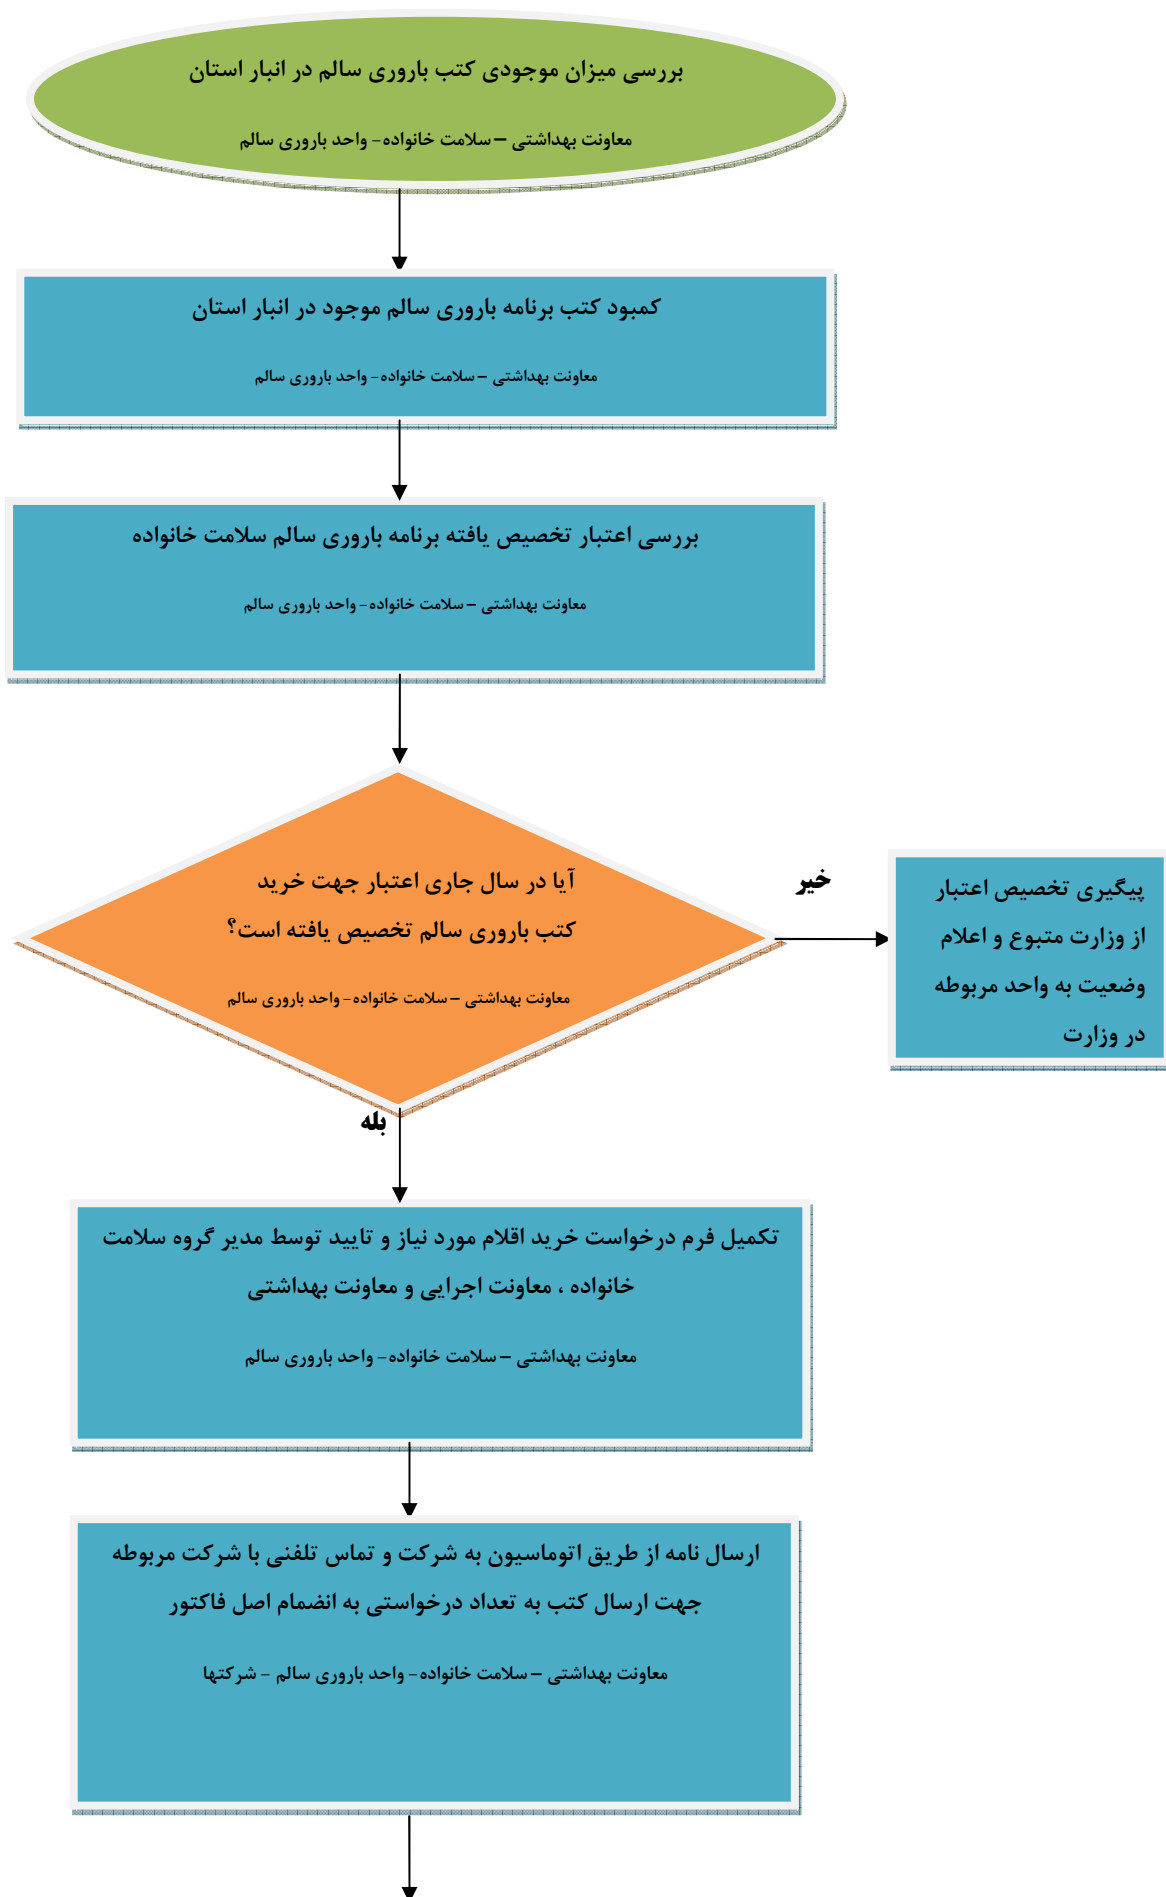 بررسی میزان موجودی کتب باروری سالم در انبار استان
معاونت بهداشتی – سلامت خانواده- واحد باروری سالم
کمبود کتب برنامه باروری سالم موجود در انبار استان
معاونت بهداشتی – سلامت خانواده- واحد باروری سالم
بررسی اعتبار تخصیص یافته برنامه باروری سالم سلامت خانواده
معاونت بهداشتی – سلامت خانواده- واحد باروری سالم
آیا در سال جاری اعتبار جهت خرید
کتب باروری سالم تخصیص یافته است؟
معاونت بهداشتی – سلامت خانواده- واحد باروری سالم
خیر
پیگیری تخصیص اعتبار
از وزارت متبوع و اعلام
وضعیت به واحد مربوطه
در وزارت
بله
تکمیل فرم درخواست خرید اقلام مورد نیاز و تایید توسط مدیر گروه سلامت
خانواده ، معاونت اجرایی و معاونت بهداشتی
معاونت بهداشتی – سلامت خانواده- واحد باروری سالم
ارسال نامه از طریق اتوماسیون به شرکت و تماس تلفنی با شرکت مربوطه
جهت ارسال کتب به تعداد درخواستی به انضمام اصل فاکتور
معاونت بهداشتی – سلامت خانواده- واحد باروری سالم - شرکتها